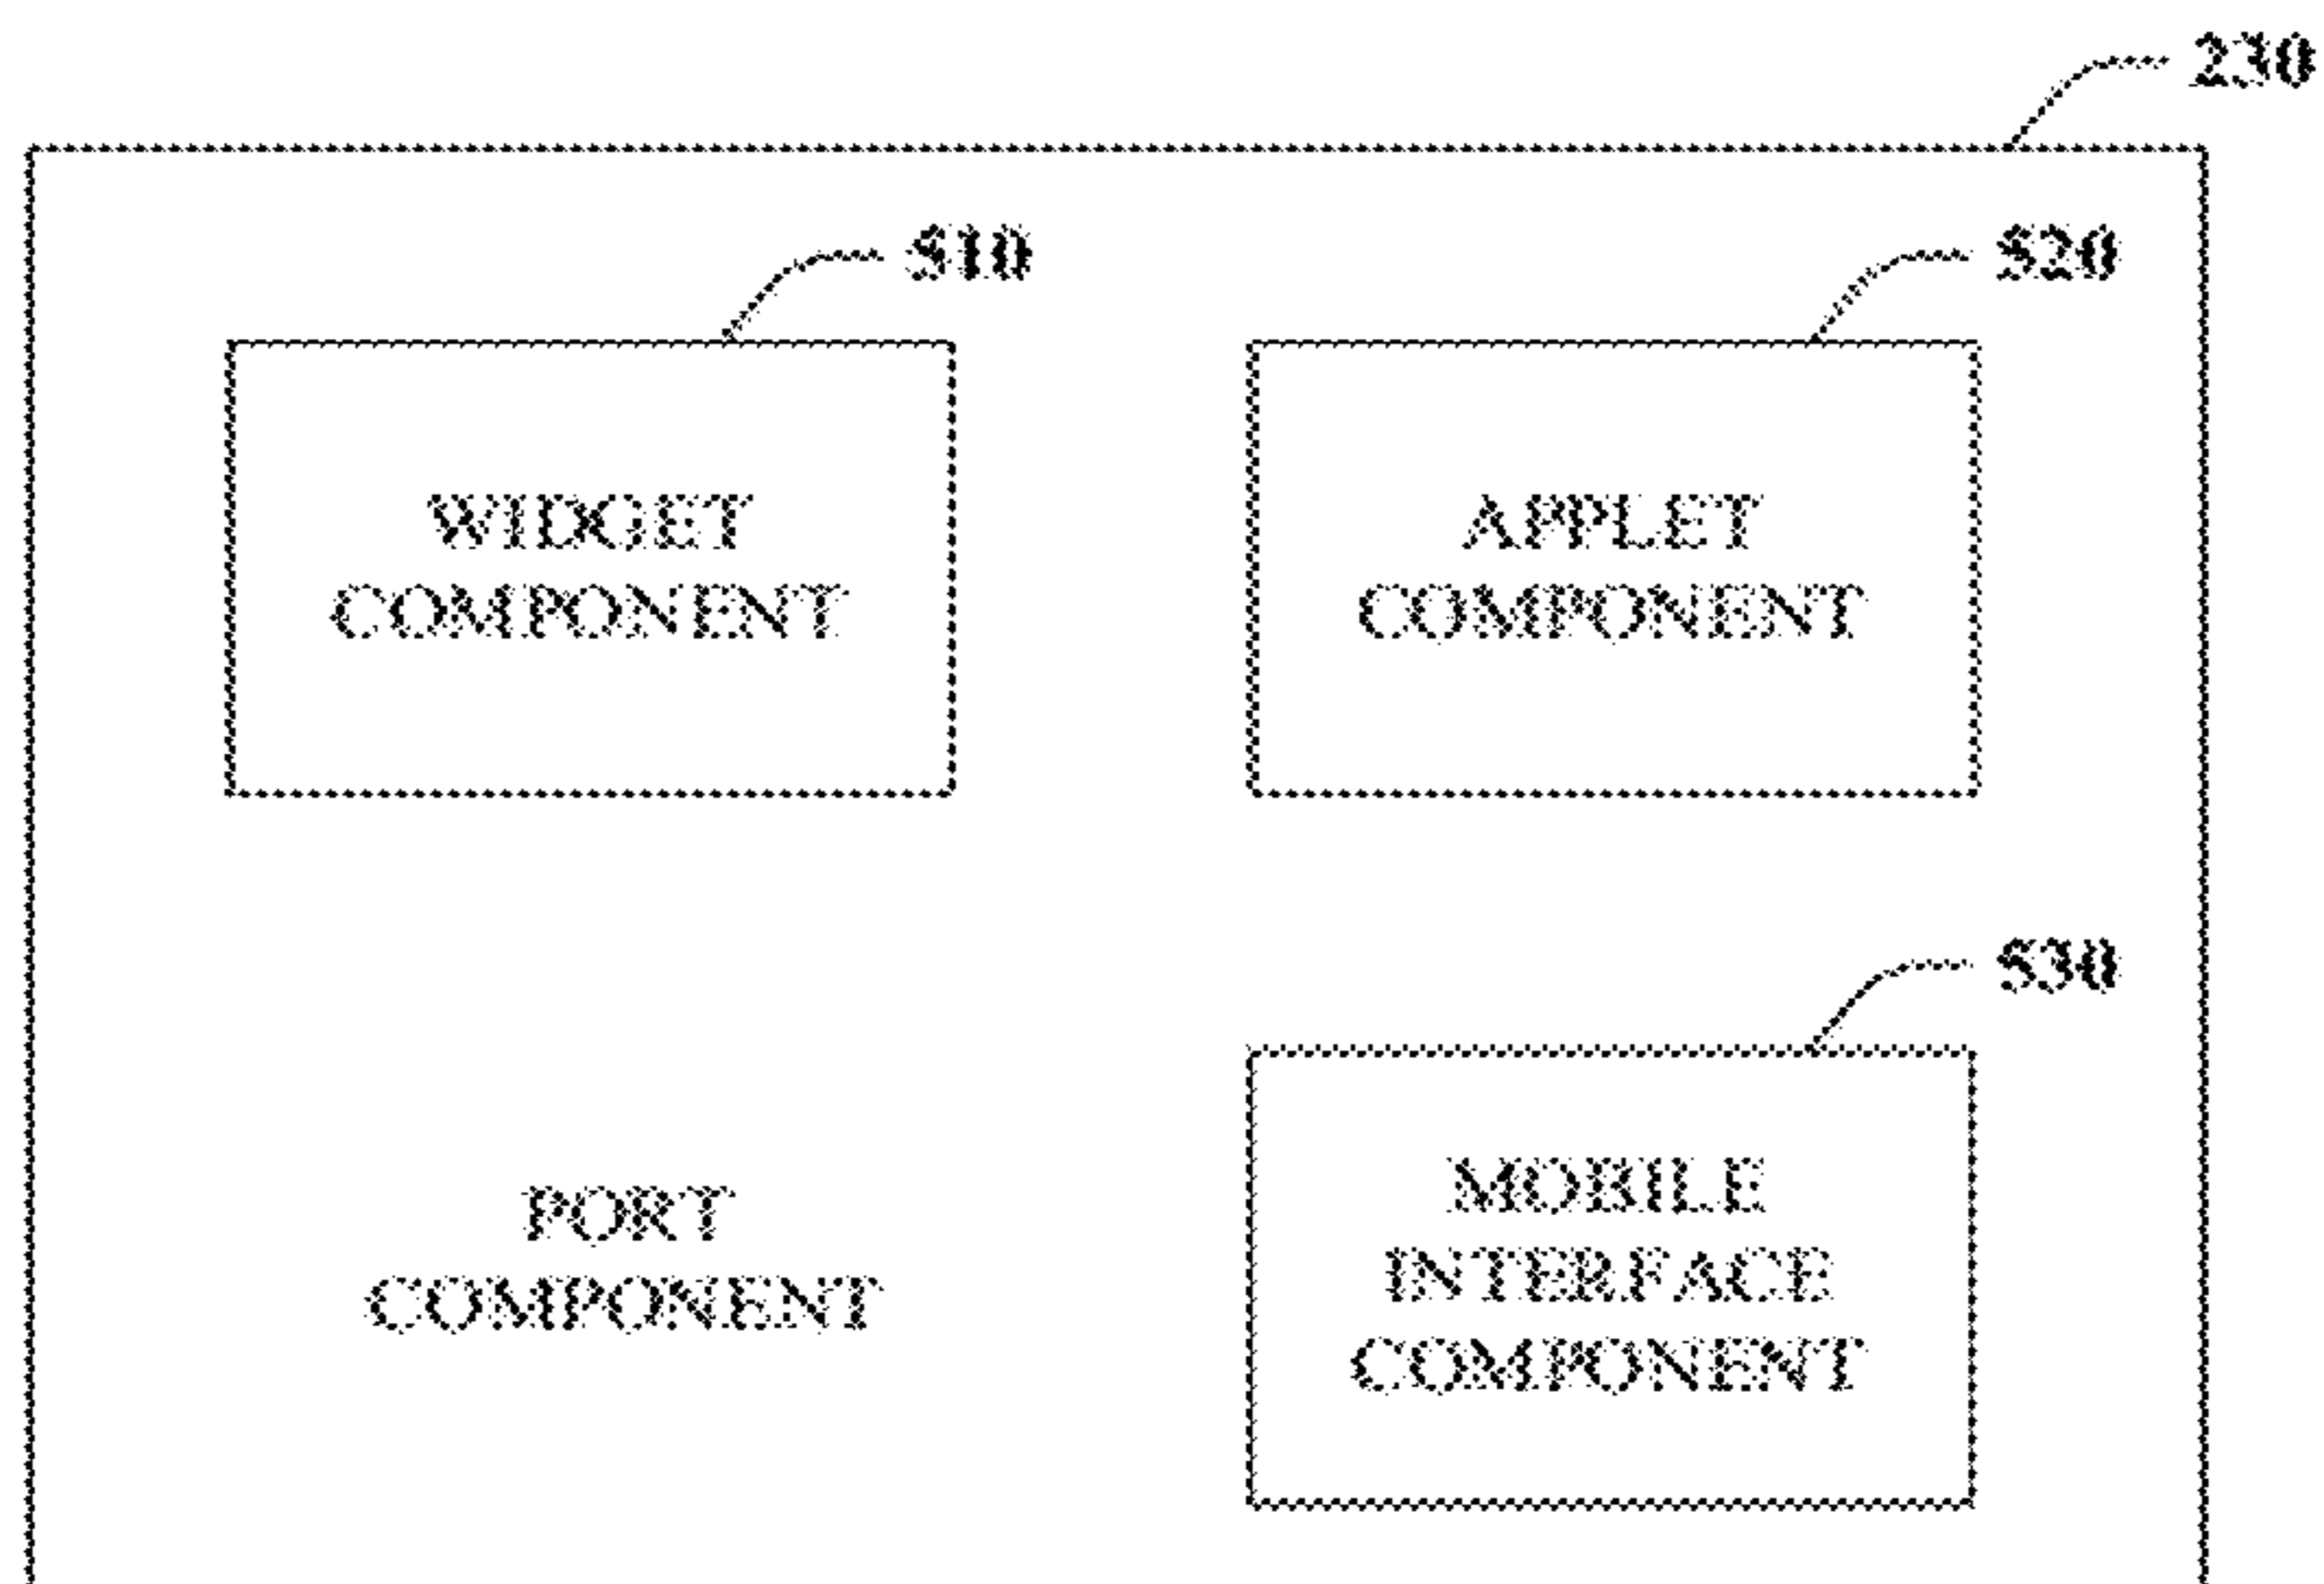 230
510
520
WIDGET
COMPONENT
APPLET
COMPONENT
530
PORT
COMPONENT
MOBILE
INTERFACE
COMPONENT